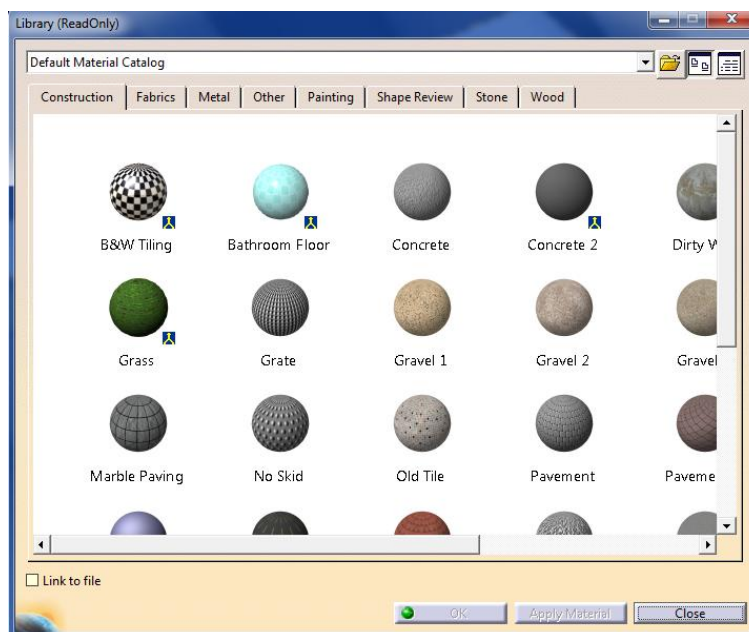 Library (ReadOnly)
Default Material Catalog
Construction Fabrics Metal Other Painting Shape Review Stone Wood
B&W Tiling Bathroom Floor Concrete Concrete 2 Dirty
Grass Grate Gravel 1 Gravel 2 Gravel
Marble Paving No Skid Old Tile Pavement Paveme
Link to file
OK Apply Material Close